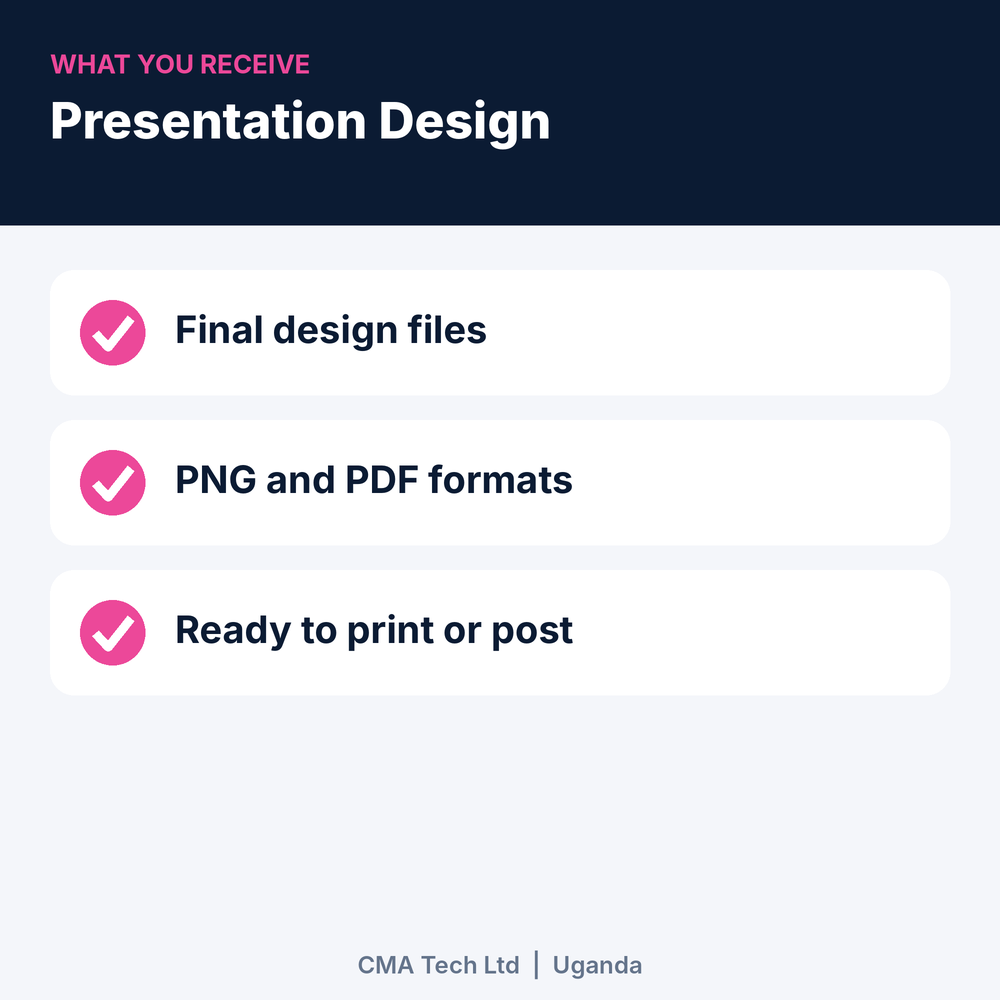 WHAT YOU RECEIVE
Presentation Design
Final design files
PNG and PDF formats
Ready to print or post
CMA Tech Ltd | Uganda